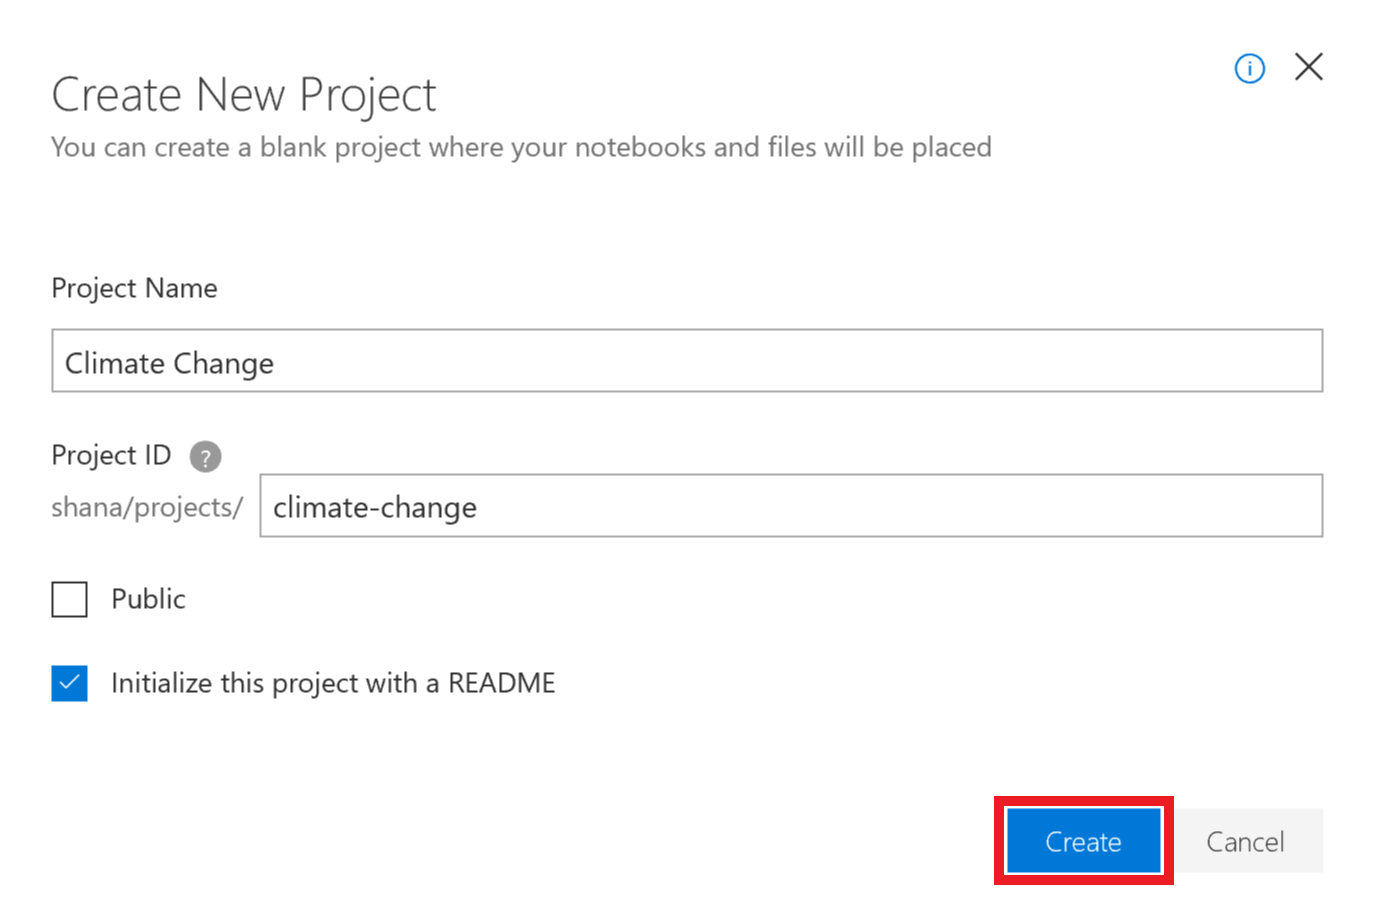 Create New Project
You can create a blank project where your notebooks and files will be placed
Project Name
Climate Change
Project ID ?
shana/projects/ climate-change
Public
Initialize this project with a README
Create Cancel